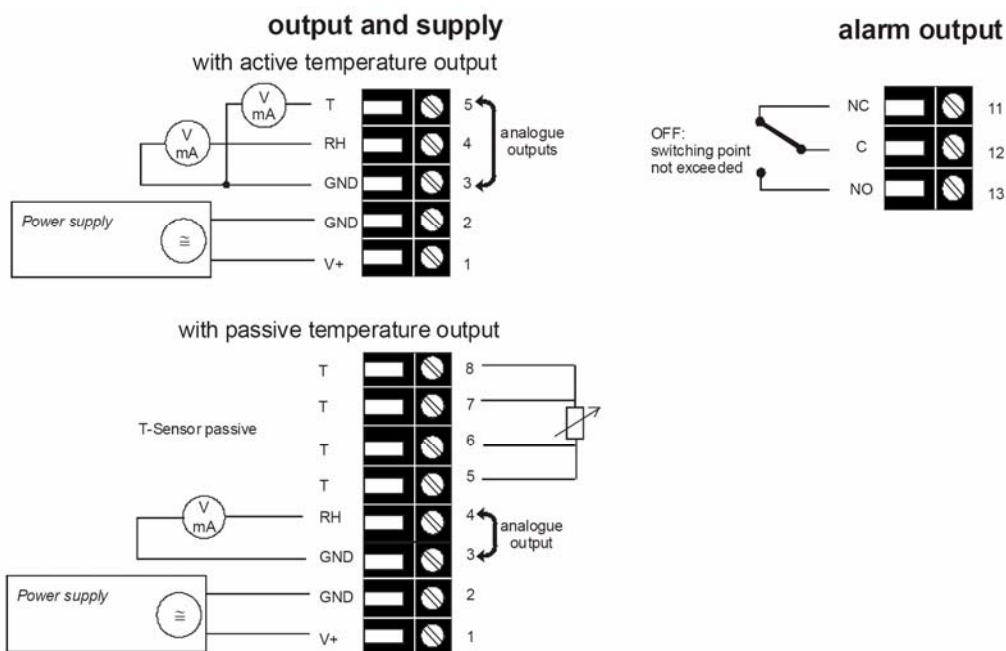 output and supply
with active temperature output
V
mA
T
5
V
mA
RH
4
analogue
outputs
GND
3
Power supply
≅
GND
2
V+
1
alarm output
OFF:
switching point
not exceeded
NC
11
C
12
NO
13
with passive temperature output
T
8
T
7
T-Sensor passive
T
6
T
5
V
mA
RH
4
analogue
output
GND
3
Power supply
≅
GND
2
V+
1